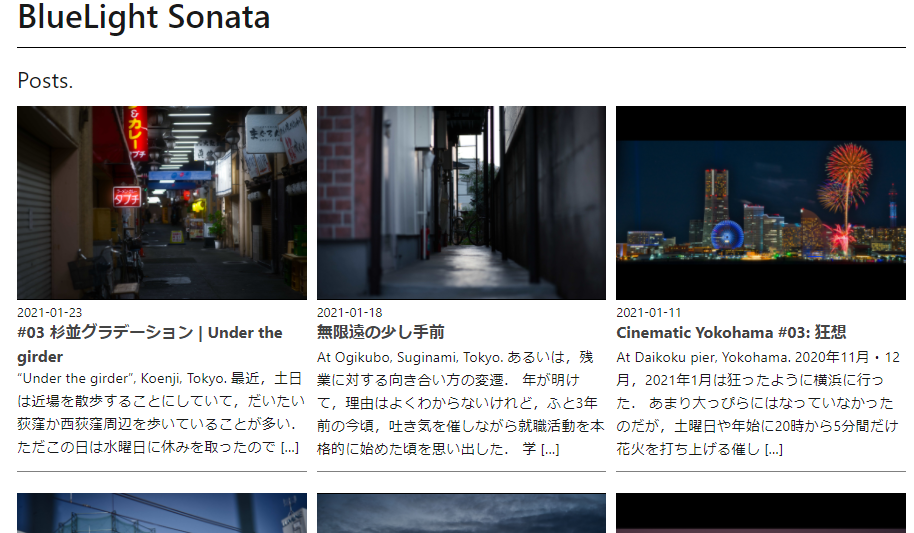 BlueLight Sonata
Posts.
カレー
タブチ
2021-01-23
#03 杉並グラデーション | Under the
girder
“Under the girder”, Koenji, Tokyo. 最近，土日
は近場を散歩することにしていて，だいたい
荻窪か西荻窪周辺を歩いていることが多い．
ただこの日は水曜日に休みを取ったので [...]
2021-01-18
無限遠の少し手前
At Ogikubo, Suginami, Tokyo. あるいは，残
業に対する向き合い方の変遷． 年が明け
て，理由はよくわからないけれど，ふと3年
前の今頃，吐き気を催しながら就職活動を本
格的に始めた頃を思い出した． 学 [...]
2021-01-11
Cinematic Yokohama #03: 狂想
At Daikoku pier, Yokohama. 2020年11月・12
月，2021年1月は狂ったように横浜に行っ
た． あまり大っぴらにはなっていなかった
のだが，土曜日や年始に20時から5分間だけ
花火を打ち上げる催し [...]